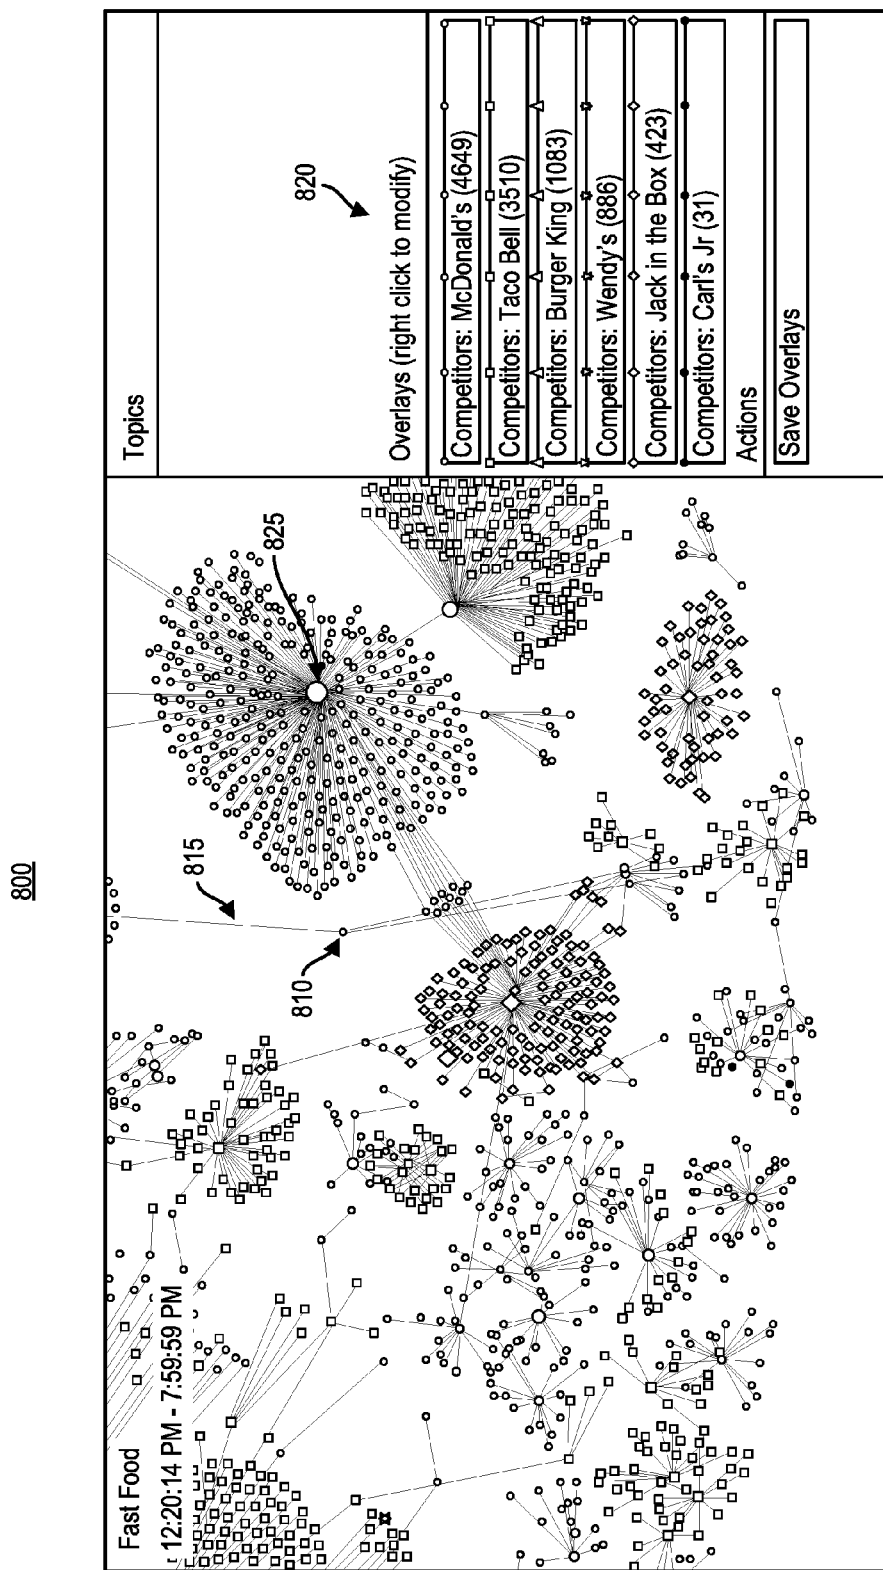 800
Fast Food
12:20:14 PM - 7:59:59 PM
810
815
825
Topics
820
Overlays (right click to modify)
Competitors: McDonald's (4649)
Competitors: Taco Bell (3510)
Competitors: Burger King (1083)
Competitors: Wendy's (886)
Competitors: Jack in the Box (423)
Competitors: Carl's Jr (31)
Actions
Save Overlays